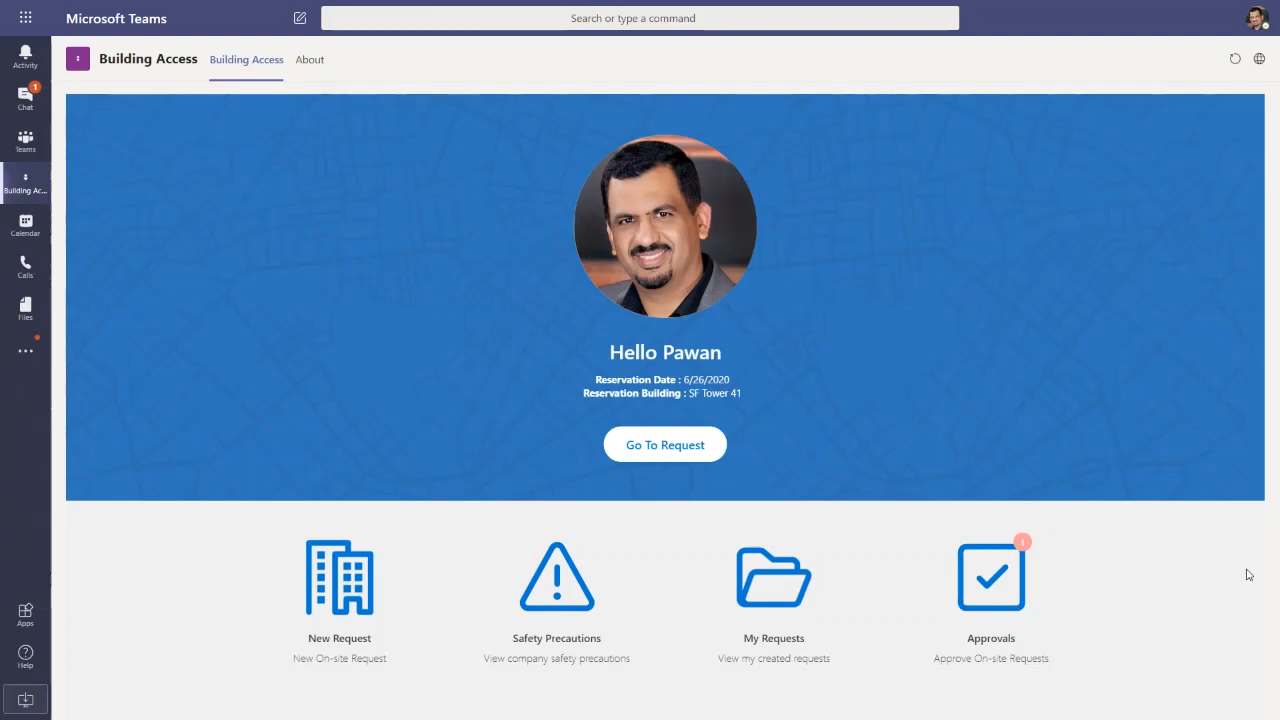 Microsoft Teams
Search or type a command
Activity
1
Chat
Teams
Building Ac...
Calendar
Calls
Files
Apps
Help
Building Access
Building Access
About
Hello Pawan
Reservation Date : 6/26/2020
Reservation Building : SF Tower 41
Go To Request
New Request
New On-site Request
Safety Precautions
View company safety precautions
My Requests
View my created requests
1
Approvals
Approve On-site Requests